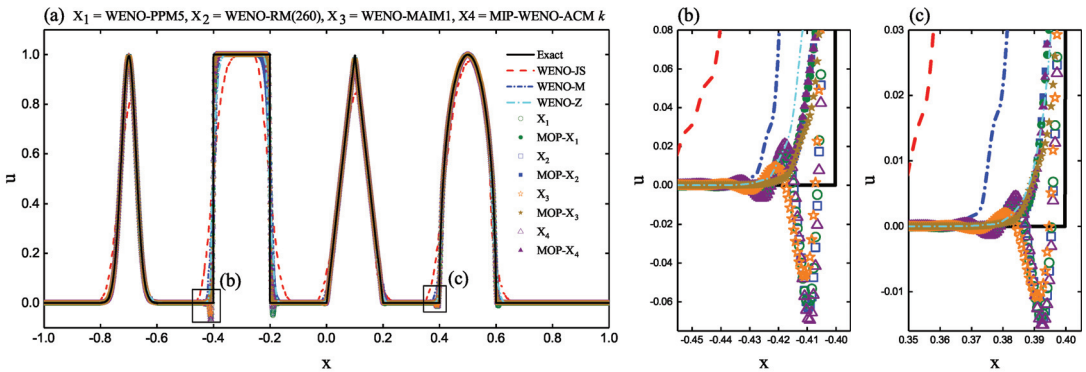 (a) X1 = WENO-PPM5, X2 = WENO-RM(260), X3 = WENO-MAIM1, X4 = MIP-WENO-ACM k
u
1.0
0.8
0.6
0.4
0.2
0.0
-1.0 -0.8 -0.6 -0.4 -0.2 0.0 0.2 0.4 0.6 0.8 1.0
x
(b)
(c)
Exact
WENO-JS
WENO-M
WENO-Z
X1
MOP-X1
X2
MOP-X2
X3
MOP-X3
X4
MOP-X4
(b)
u
0.08
0.06
0.04
0.02
0.00
-0.02
-0.04
-0.06
-0.45 -0.44 -0.43 -0.42 -0.41 -0.40
x
(c)
u
0.03
0.02
0.01
0.00
-0.01
0.35 0.36 0.37 0.38 0.39 0.40
x